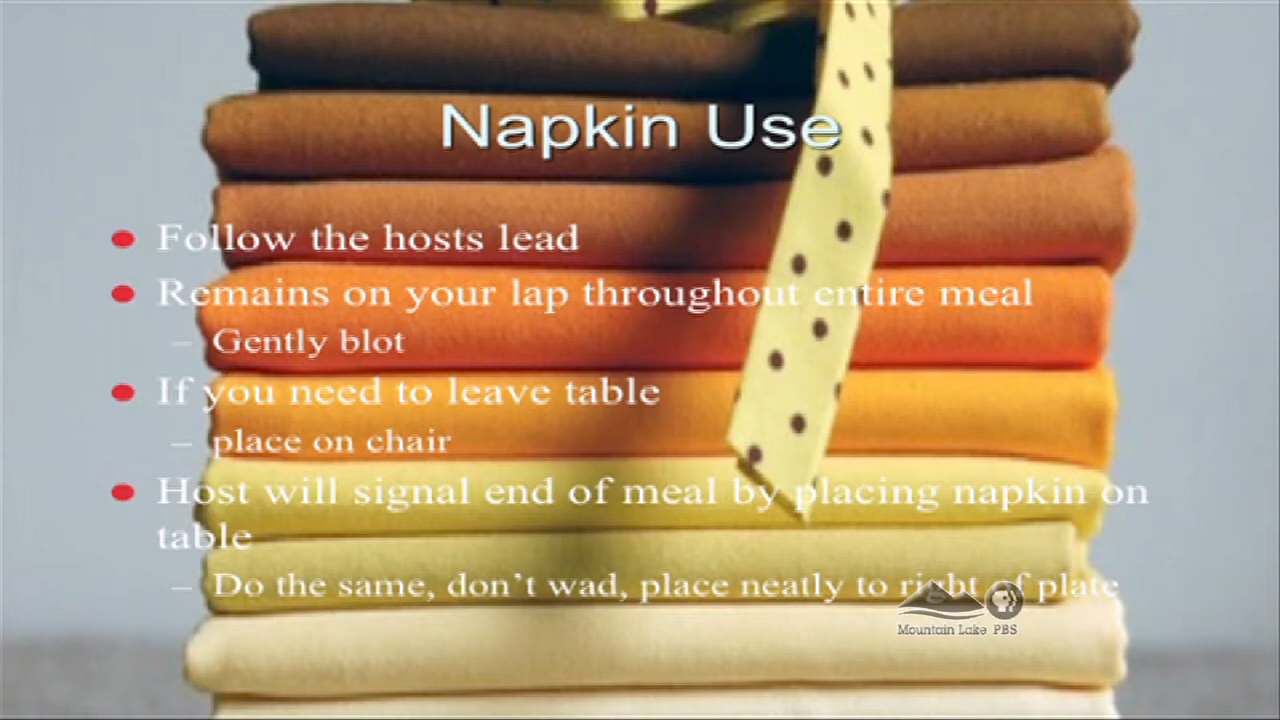 Napkin Use
Follow the hosts lead
Remains on your lap throughout entire meal
– Gently blot
If you need to leave table
– place on chair
Host will signal end of meal by placing napkin on
table
– Do the same, don’t wad, place neatly to right of plate
Mountain Lake PBS